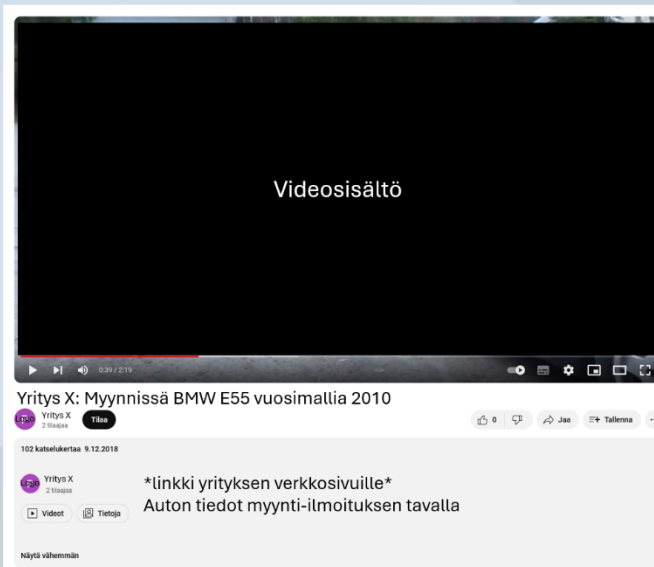 Videosisältö
0:39 / 2:19
Yritys X: Myynnissä BMW E55 vuosimallia 2010
Logo
Yritys X
2 tilaajaa
Tilaa
0
Jaa
Tallenna
102 katselukertaa 9.12.2018
Logo
Yritys X
2 tilaajaa
*linkki yrityksen verkkosivuille*
Auton tiedot myynti-ilmoituksen tavalla
Videot
Tietoja
Näytä vähemmän